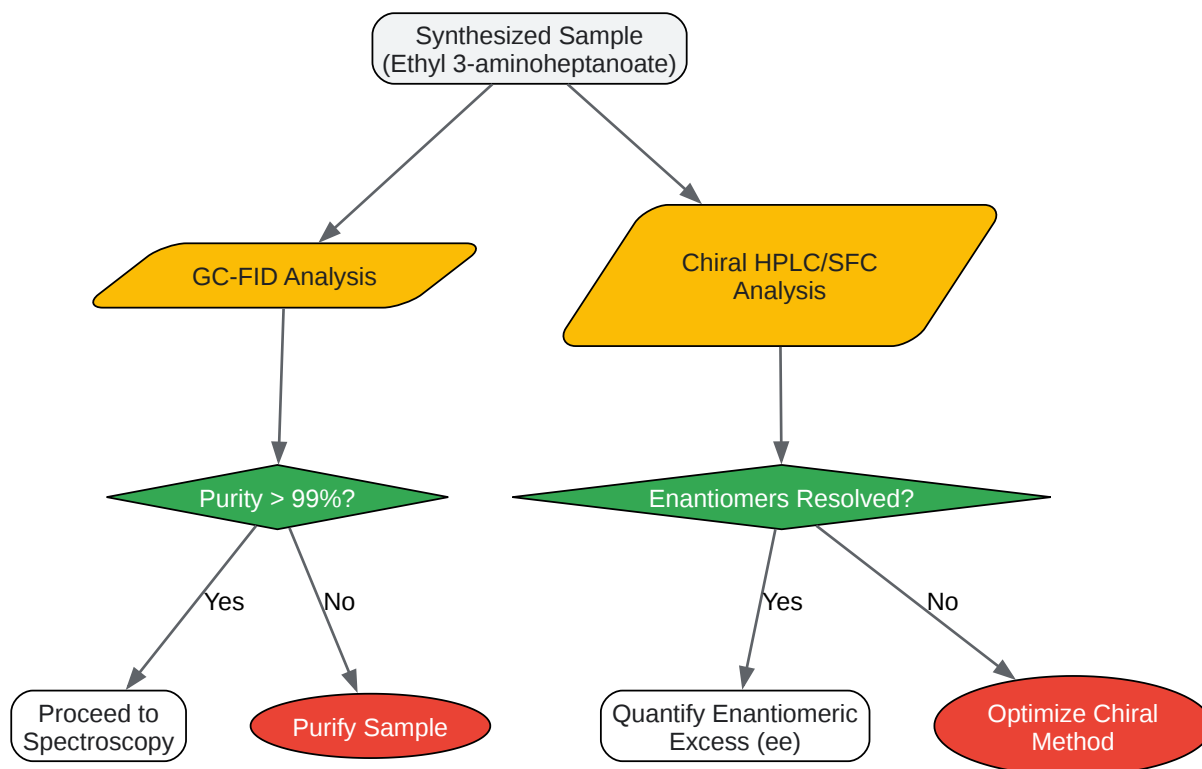 Synthesized Sample
(Ethyl 3-aminoheptanoate)
GC-FID Analysis
Chiral HPLC/SFC
Analysis
Purity > 99%?
Enantiomers Resolved?
Yes
No
Yes
No
Proceed to
Spectroscopy
Purify Sample
Quantify Enantiomeric
Excess (ee)
Optimize Chiral
Method